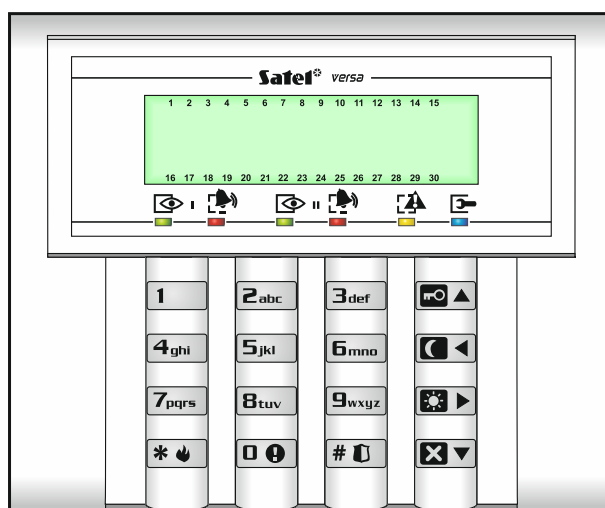 Satel versa
1 2 3 4 5 6 7 8 9 10 11 12 13 14 15
16 17 18 19 20 21 22 23 24 25 26 27 28 29 30
I II
1 2abc 3def
4ghi 5jkl 6mno
7pqrs 8tuv 9wxyz
* 0 #